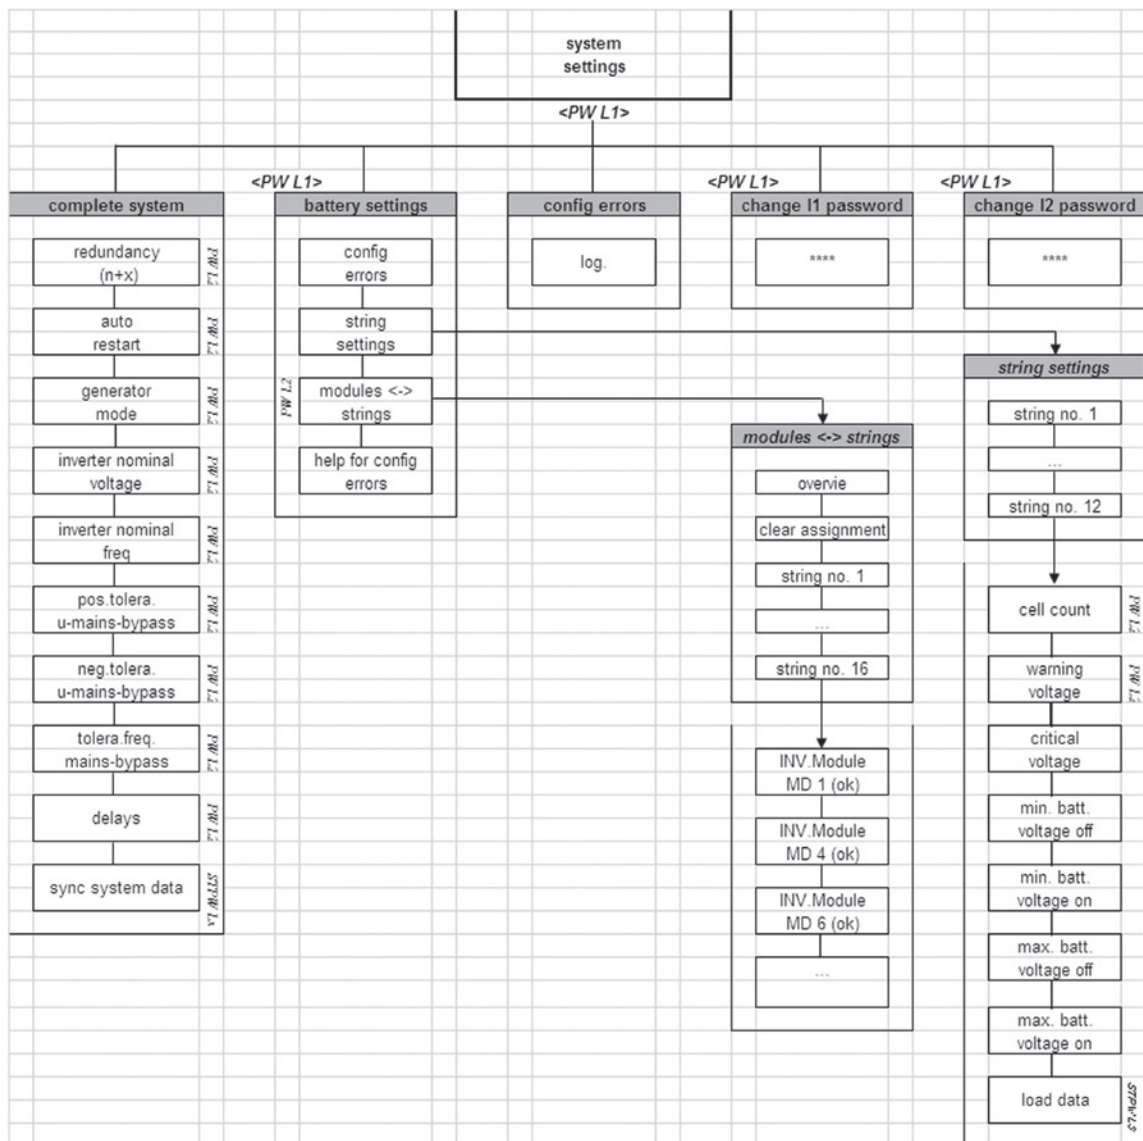 system
settings
<PW L1>
<PW L1>
<PW L1>
<PW L1>
complete system
battery settings
config errors
change l1 password
change l2 password
redundancy
(n+x)
PW L2
auto
restart
PW L2
generator
mode
PW L2
inverter nominal
voltage
PW L2
inverter nominal
freq
PW L2
pos.tolera.
u-mains-bypass
PW L2
neg.tolera.
u-mains-bypass
PW L2
tolera.freq.
mains-bypass
PW L2
delays
PW L2
sync system data
config
errors
string
settings
PW L2
modules <->
strings
help for config
errors
log.
****
****
modules <-> strings
overvie
clear assignment
string no. 1
...
string no. 16
INV.Module
MD 1 (ok)
INV.Module
MD 4 (ok)
INV.Module
MD 6 (ok)
...
string settings
string no. 1
...
string no. 12
cell count
PW L2
warning
voltage
PW L2
critical
voltage
min. batt.
voltage off
min. batt.
voltage on
max. batt.
voltage off
max. batt.
voltage on
load data